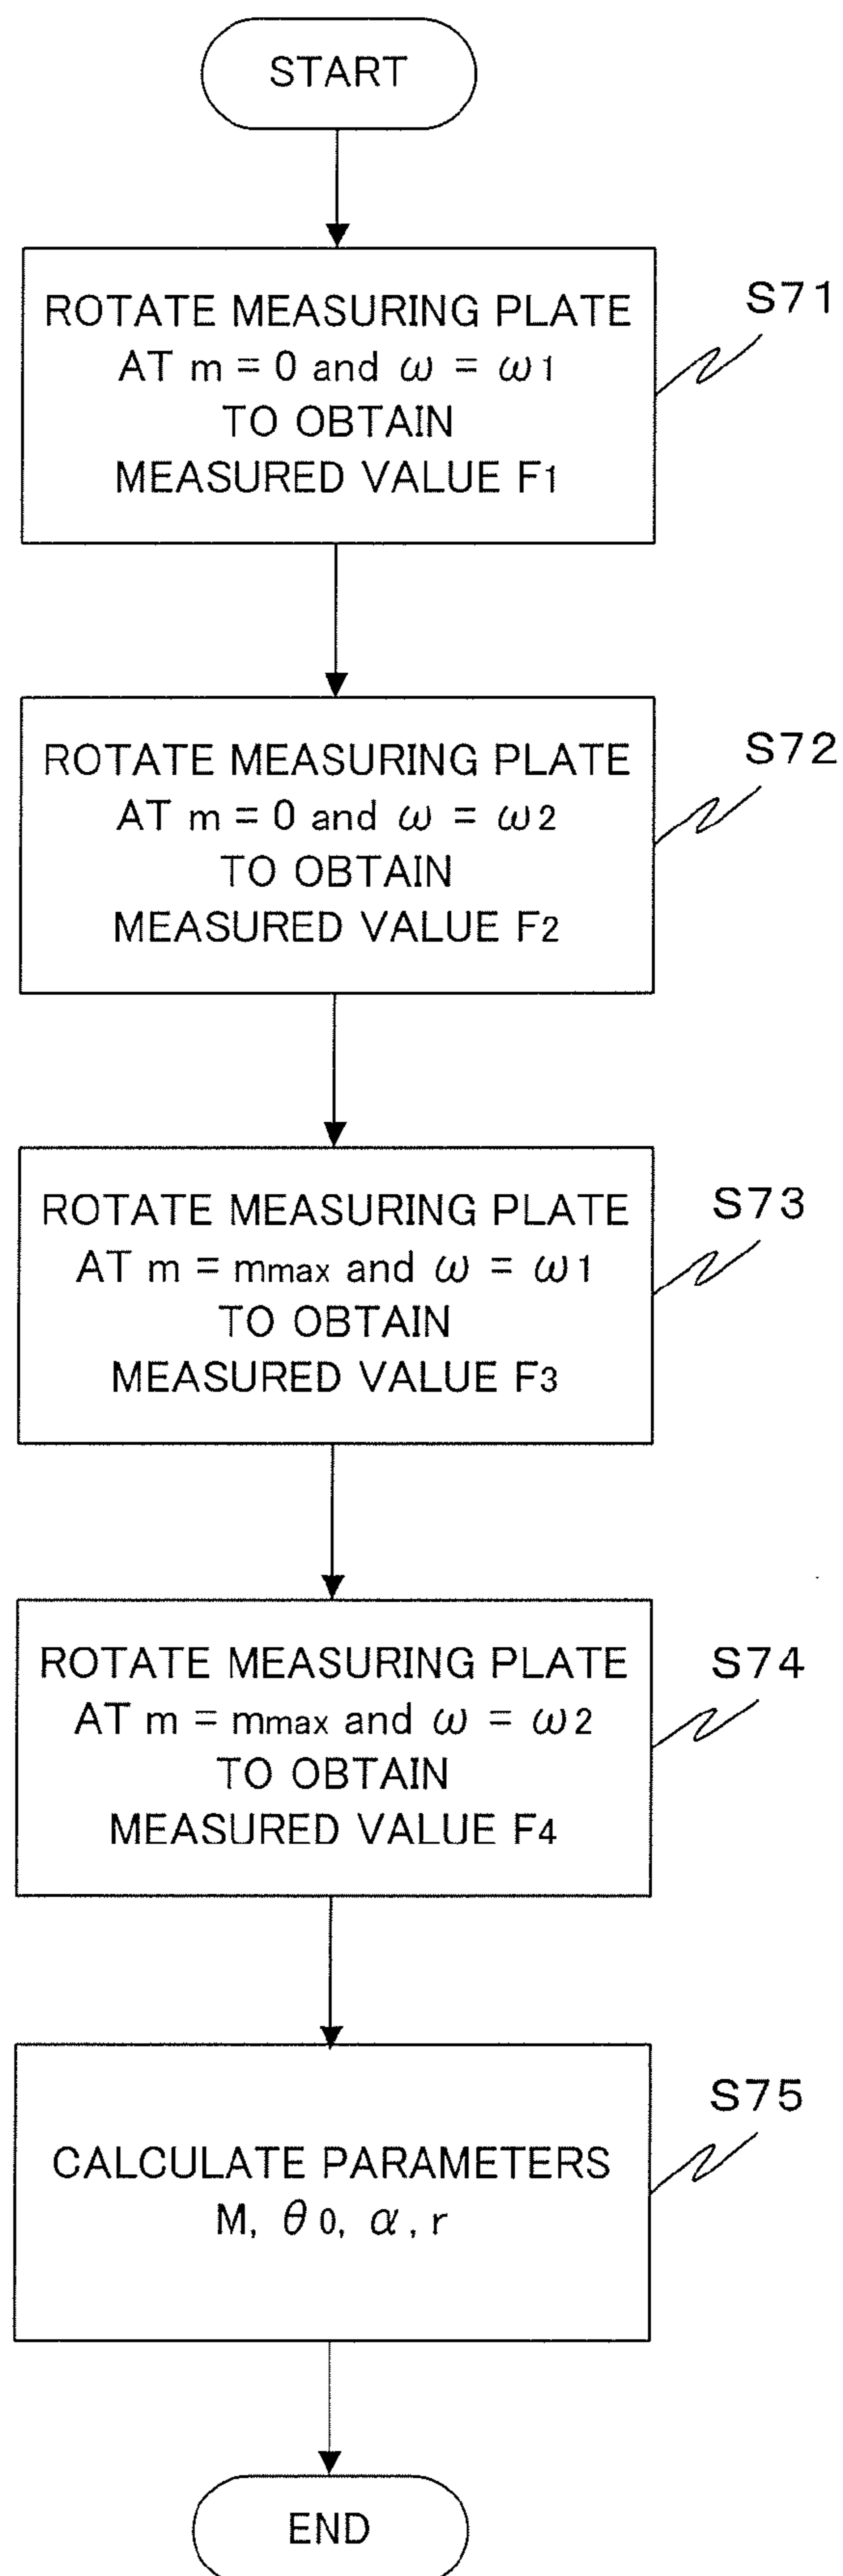 START
ROTATE MEASURING PLATE
AT m = 0 and ω = ω1
TO OBTAIN
MEASURED VALUE F1
S71
ROTATE MEASURING PLATE
AT m = 0 and ω = ω2
TO OBTAIN
MEASURED VALUE F2
S72
ROTATE MEASURING PLATE
AT m = mmax and ω = ω1
TO OBTAIN
MEASURED VALUE F3
S73
ROTATE MEASURING PLATE
AT m = mmax and ω = ω2
TO OBTAIN
MEASURED VALUE F4
S74
CALCULATE PARAMETERS
M, θ0, α, r
S75
END